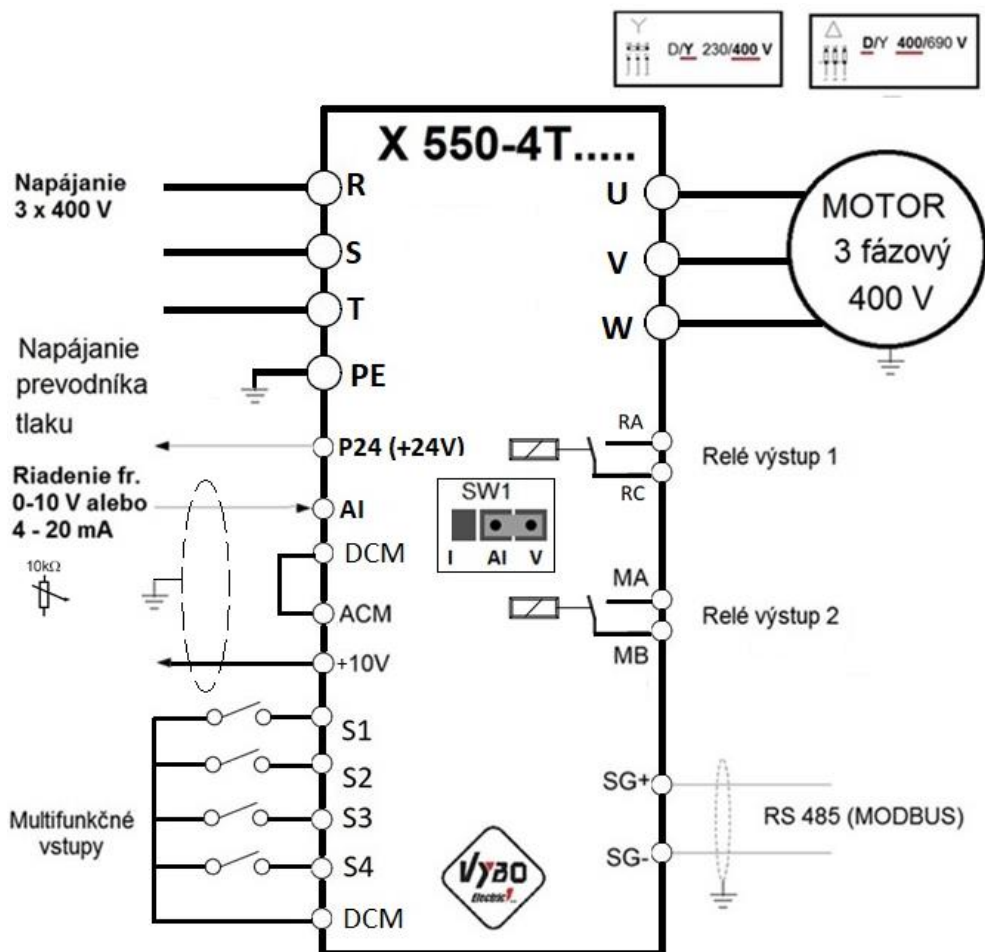 D/Y 230/400 V
D/Y 400/690 V
X 550-4T.....
Napájanie
3 x 400 V
R
S
T
PE
U
V
W
MOTOR
3 fázový
400 V
Napájanie
prevodníka
tlaku
P24 (+24V)
Riadenie fr.
0-10 V alebo
4 - 20 mA
AI
DCM
10kΩ
ACM
+10V
SW1
I AI V
RA
RC
Relé výstup 1
MA
MB
Relé výstup 2
S1
S2
S3
S4
DCM
Multifunkčné
vstupy
SG+
SG-
RS 485 (MODBUS)
VYBO
Electric